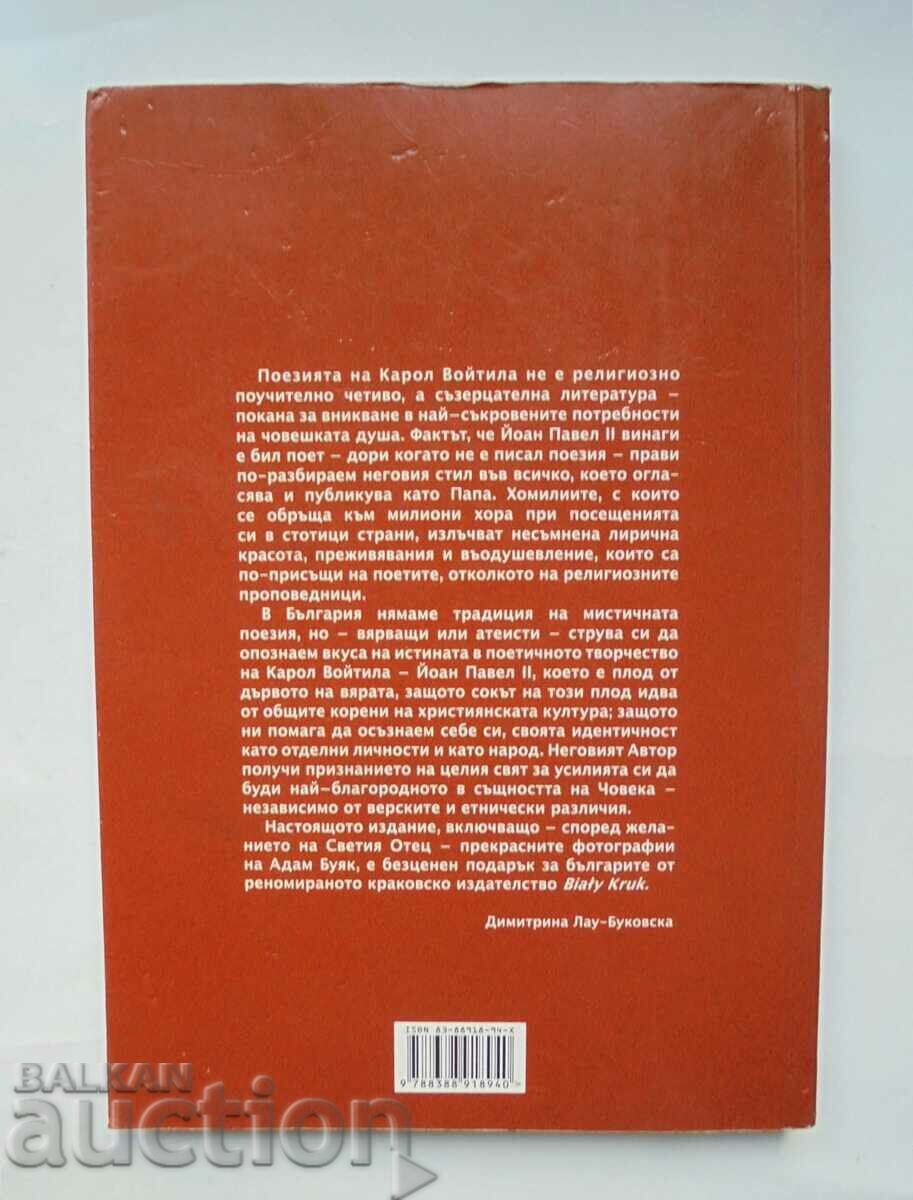 Поезията на Карол Войтила не е религиозно
поучително четиво, а съзерцателна литература –
покана за вникване в най–съкровените потребности
на човешката душа. Фактът, че Йоан Павел II винаги
е бил поет – дори когато не е писал поезия – прави
по-разбираем неговия стил във всичко, което огла-
сява и публикува като Папа. Хомилиите, с които
се обръща към милиони хора при посещенията
си в стотици страни, излъчват несъмнена лирична
красота, преживявания и въодушевление, които са
по-присъщи на поетите, отколкото на религиозните
проповедници.
В България нямаме традиция на мистичната
поезия, но – вярващи или атеисти – струва си да
опознаем вкуса на истината в поетичното творчество
на Карол Войтила – Йоан Павел II, което е плод от
дървото на вярата, защото сокът на този плод идва
от общите корени на християнската култура; защото
ни помага да осъзнаем себе си, своята идентичност
като отделни личности и като народ. Неговият Автор
получи признанието на целия свят за усилията си да
буди най–благородното в същността на Човека –
независимо от верските и етнически различия.
Настоящото издание, включващо – според жела-
нието на Светия Отец – прекрасните фотографии
на Адам Буяк, е безценен подарък за българите от
реномираното краковско издателство Biały Kruk.
Димитрина Лау–Буковска
ISBN 83-88918-94-X
9 788388 918940 >
BALKAN
auction